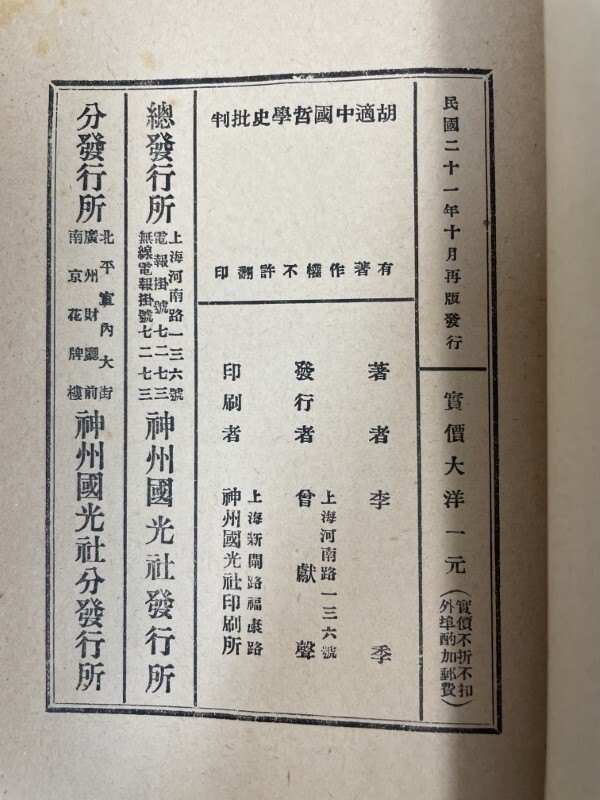 民國二十一年十月再版發行
實價大洋一元
(實價不折不扣
外埠酌加郵費)
胡適中國哲學史批判
有著作權不許翻印
著者 李季
發行者 曾獻聲
上海河南路一三六號
印刷者 神州國光社印刷所
上海新閘路福康路
總發行所
上海河南路一三六號
電報掛號七二七三
無線電報掛號七二七三
神州國光社發行所
分發行所
北平宣內大街
廣州財廳前
南京花牌樓
神州國光社分發行所